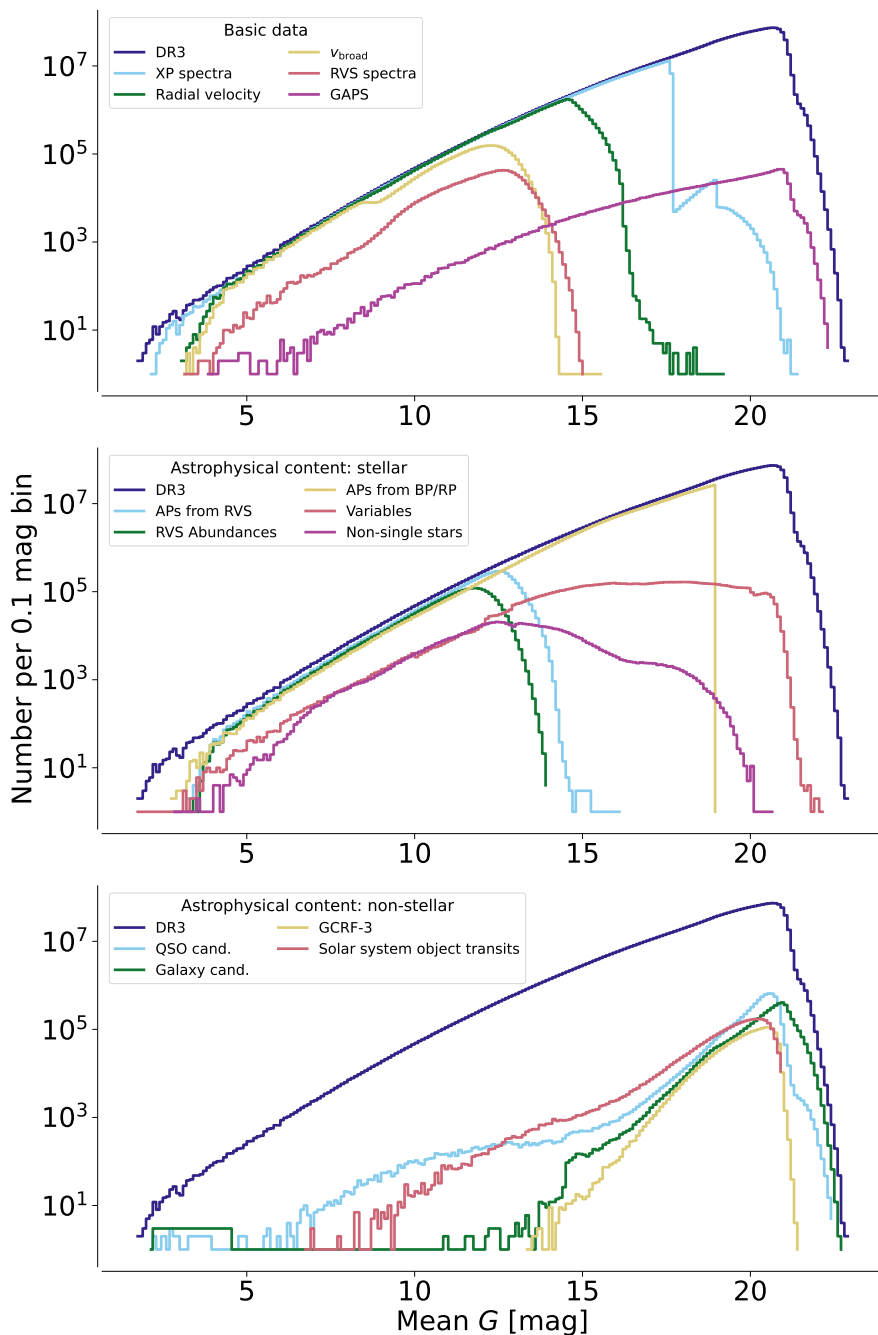 Basic data
DR3
XP spectra
Radial velocity
v_broad
RVS spectra
GAPS
10^7
10^5
10^3
10^1
5 10 15 20
Astrophysical content: stellar
DR3
APs from RVS
RVS Abundances
APs from BP/RP
Variables
Non-single stars
10^7
10^5
10^3
10^1
5 10 15 20
Number per 0.1 mag bin
Astrophysical content: non-stellar
DR3
QSO cand.
Galaxy cand.
GCRF-3
Solar system object transits
10^7
10^5
10^3
10^1
5 10 15 20
Mean G [mag]